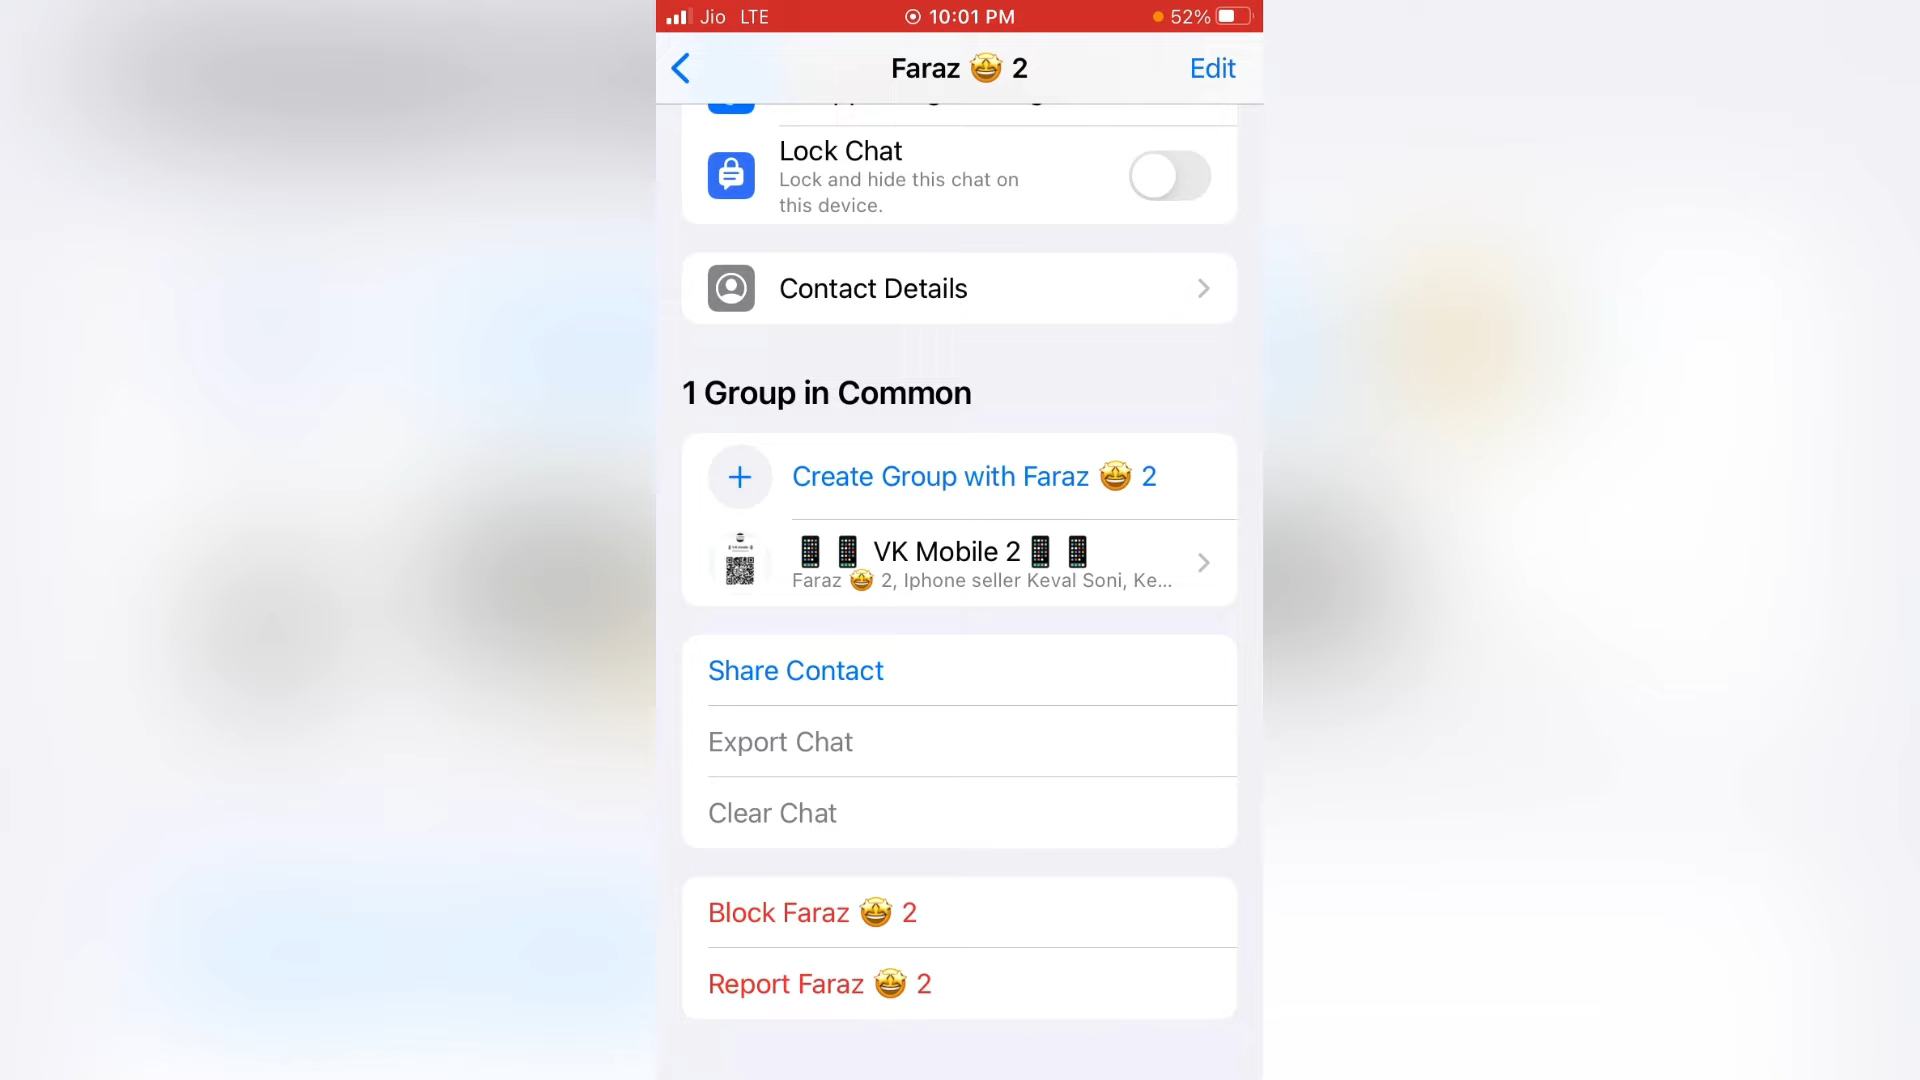 Jio LTE 10:01 PM 52%
Faraz 🤩 2 Edit
Lock Chat
Lock and hide this chat on
this device.
Contact Details
1 Group in Common
Create Group with Faraz 🤩 2
📱📱 VK Mobile 2📱📱
Faraz 🤩 2, Iphone seller Keval Soni, Ke...
Share Contact
Export Chat
Clear Chat
Block Faraz 🤩 2
Report Faraz 🤩 2